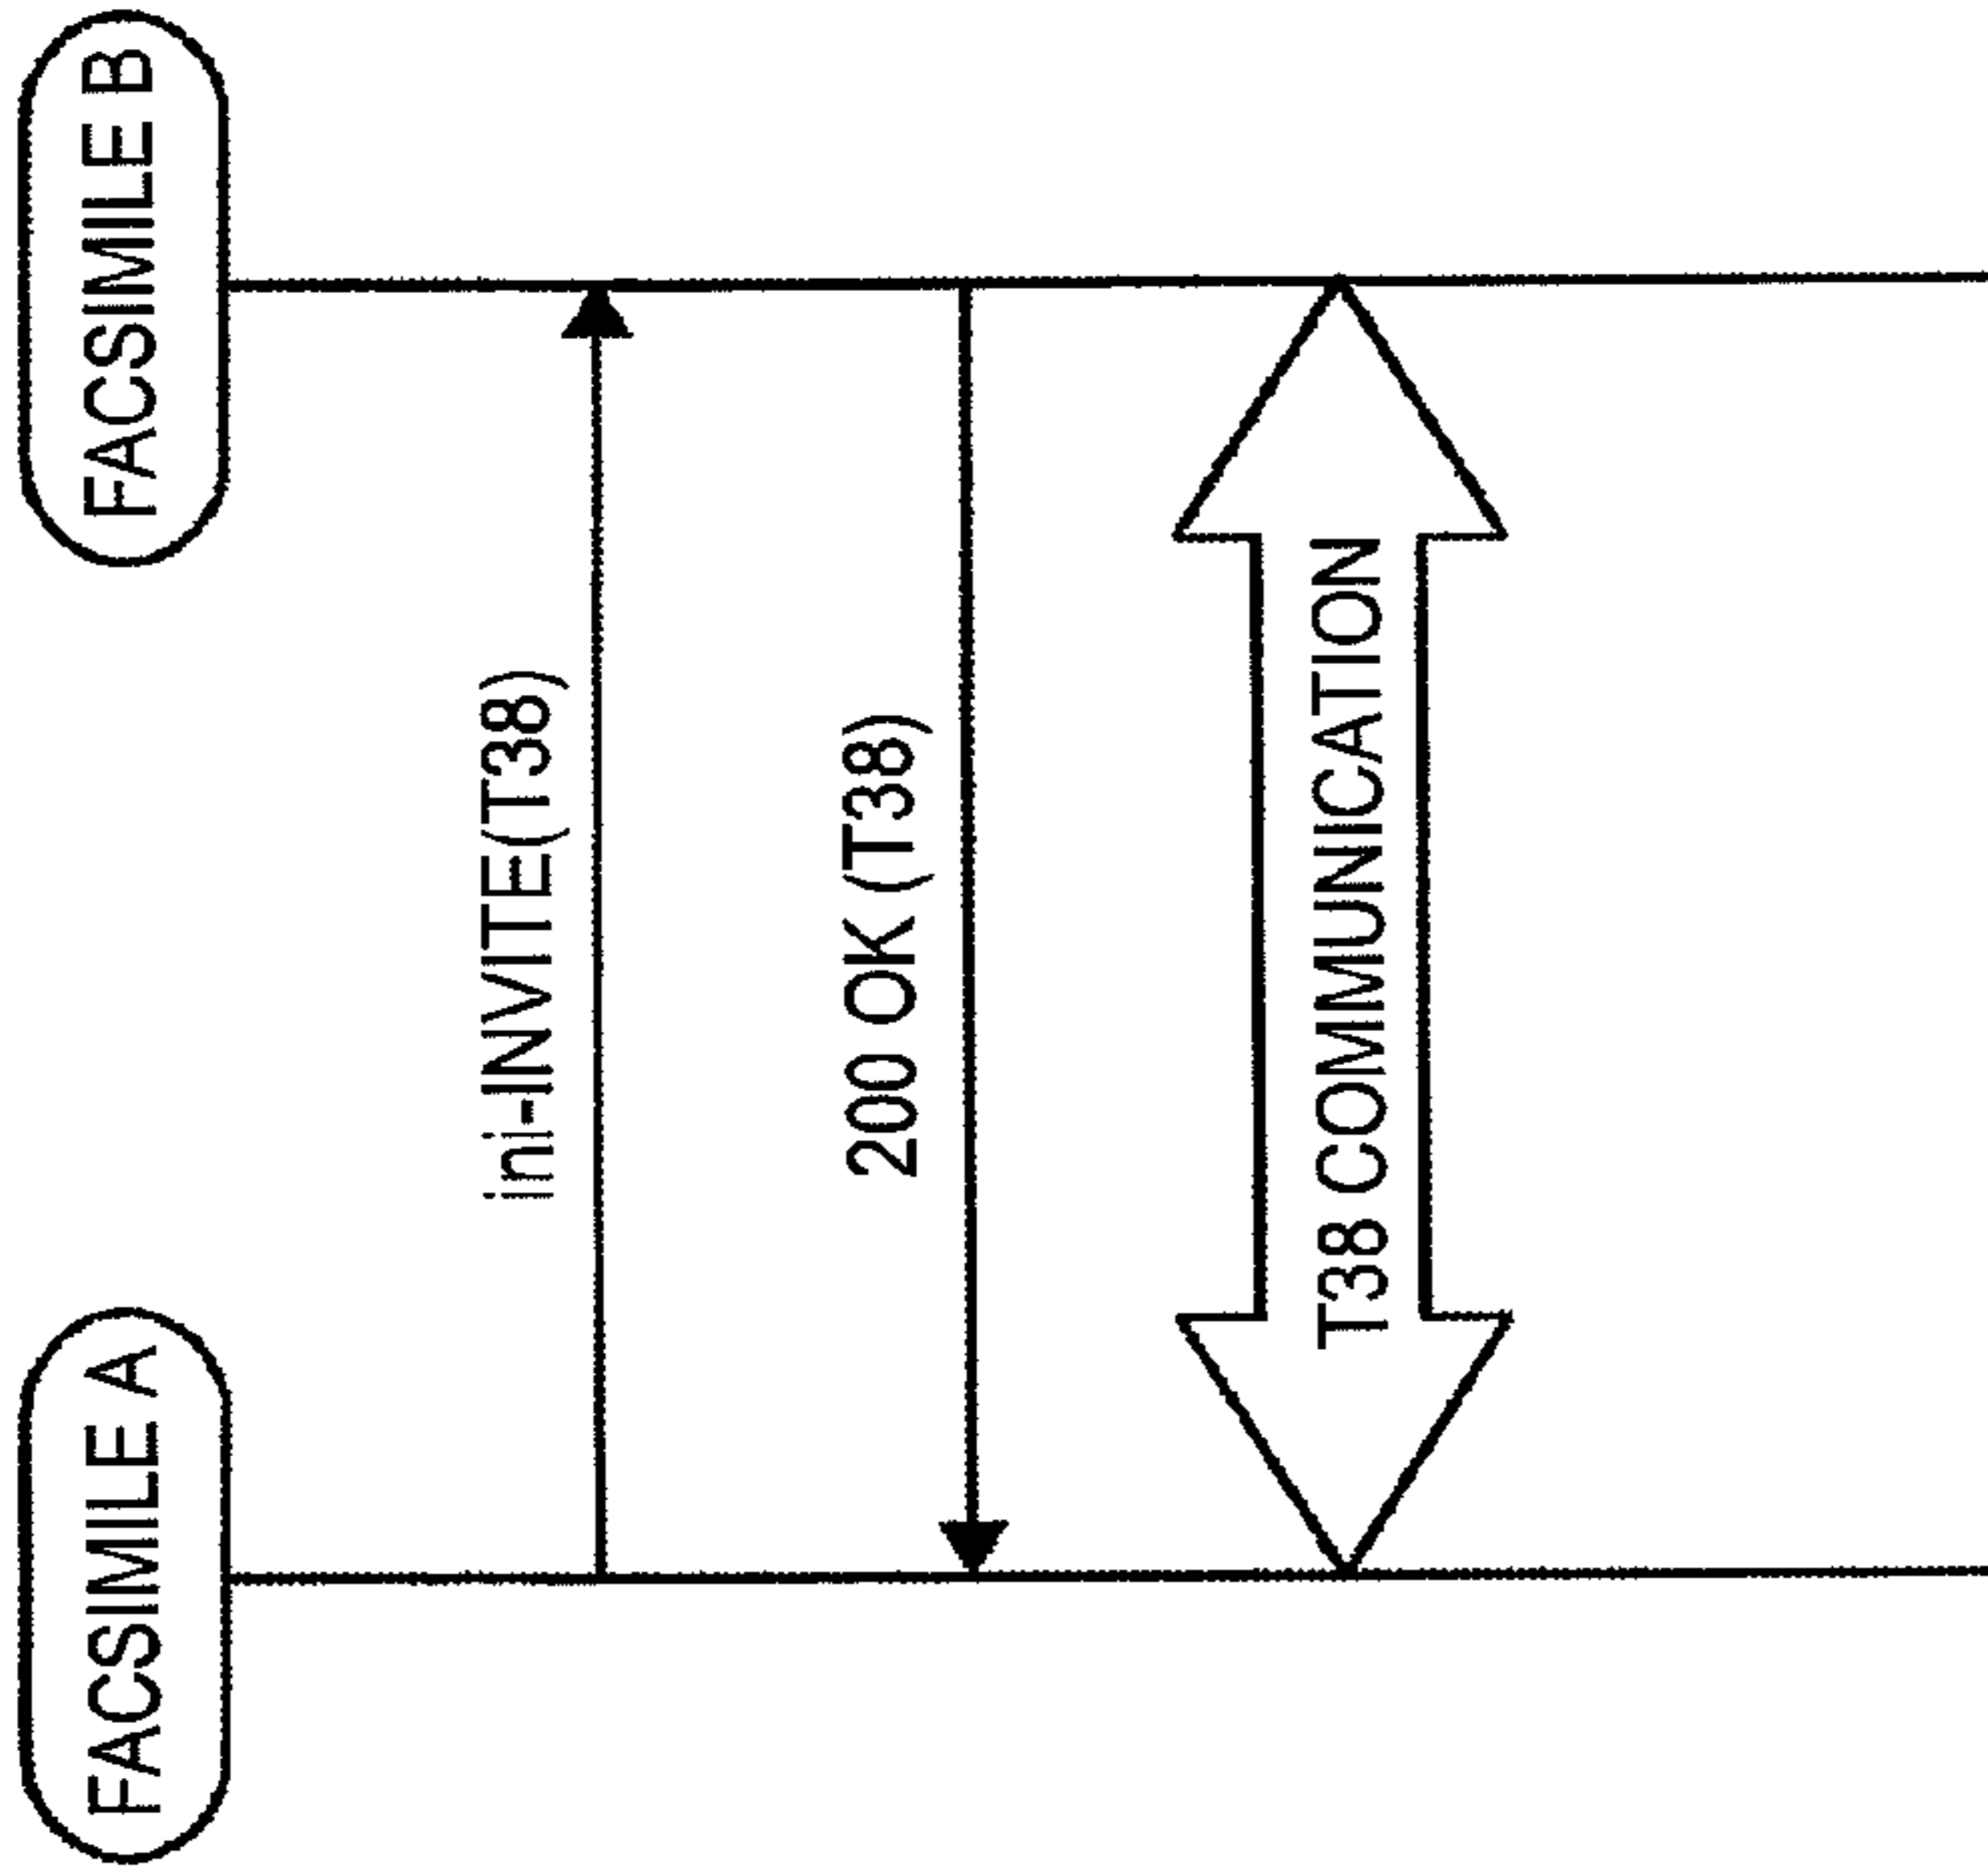 FACSIMILE A
FACSIMILE B
ini-INVITE(T38)
200 OK (T38)
T38 COMMUNICATION